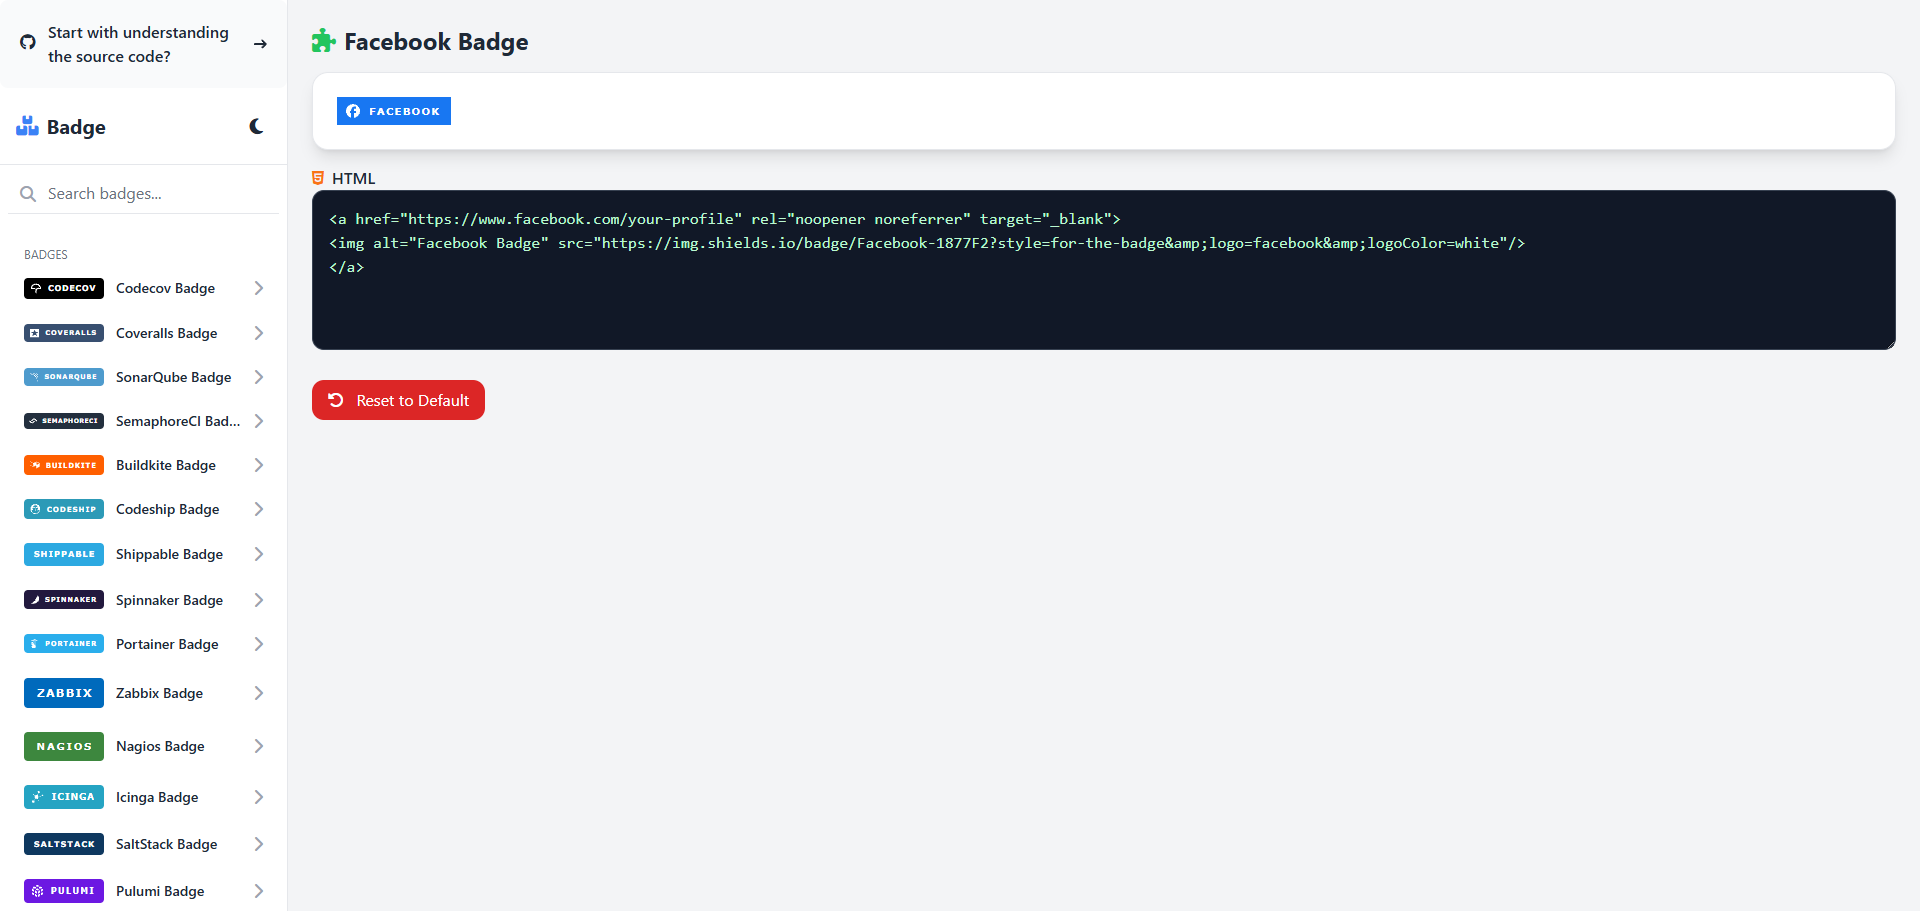 Start with understanding
the source code?
Badge
Search badges...
BADGES
CODECOV Codecov Badge
COVERALLS Coveralls Badge
SONARQUBE SonarQube Badge
SEMAPHORECI SemaphoreCI Bad...
BUILDKITE Buildkite Badge
CODESHIP Codeship Badge
SHIPPABLE Shippable Badge
SPINNAKER Spinnaker Badge
PORTAINER Portainer Badge
ZABBIX Zabbix Badge
NAGIOS Nagios Badge
ICINGA Icinga Badge
SALTSTACK SaltStack Badge
PULUMI Pulumi Badge
Facebook Badge
FACEBOOK
HTML
<a href="https://www.facebook.com/your-profile" rel="noopener noreferrer" target="_blank">
<img alt="Facebook Badge" src="https://img.shields.io/badge/Facebook-1877F2?style=for-the-badge&amp;logo=facebook&amp;logoColor=white"/>
</a>
Reset to Default